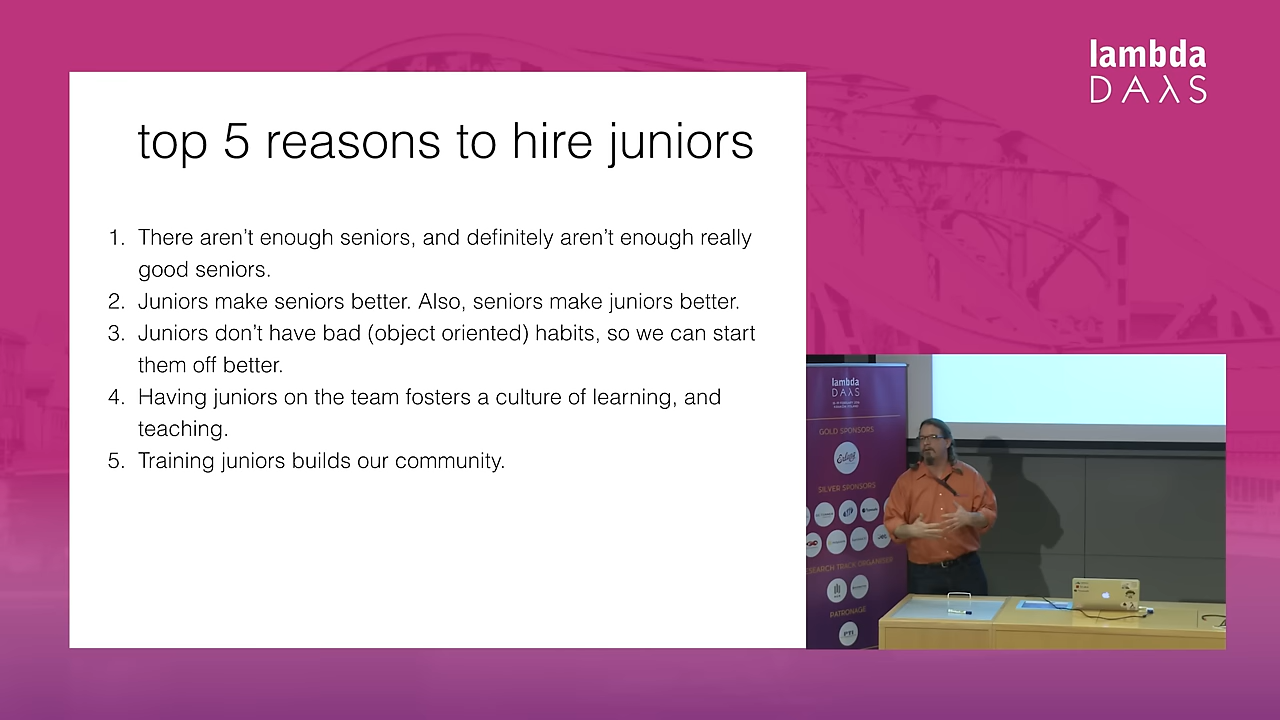 lambda
DAλS
top 5 reasons to hire juniors
1. There aren't enough seniors, and definitely aren't enough really
good seniors.
2. Juniors make seniors better. Also, seniors make juniors better.
3. Juniors don't have bad (object oriented) habits, so we can start
them off better.
4. Having juniors on the team fosters a culture of learning, and
teaching.
5. Training juniors builds our community.
lambda
DAλS
GOLD SPONSORS
Erlang
SILVER SPONSORS
PATRONAGE
PTI